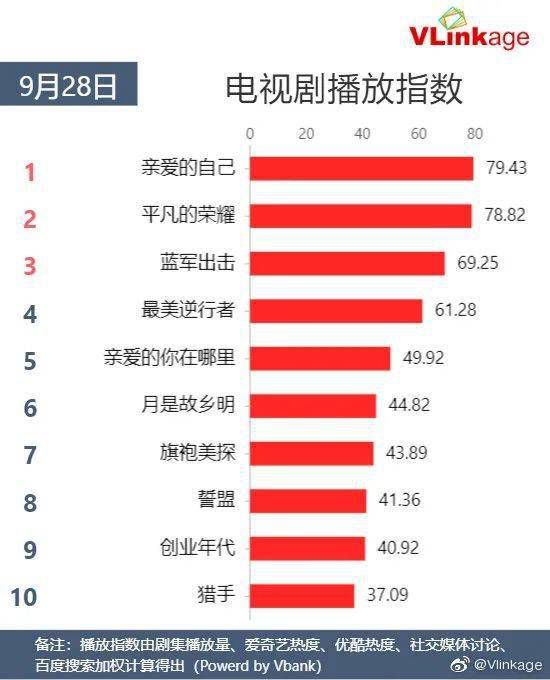 VLinkage
9月28日
电视剧播放指数
0 20 40 60 80
1 亲爱的自己 79.43
2 平凡的荣耀 78.82
3 蓝军出击 69.25
4 最美逆行者 61.28
5 亲爱的你在哪里 49.92
6 月是故乡明 44.82
7 旗袍美探 43.89
8 誓盟 41.36
9 创业年代 40.92
10 猎手 37.09
备注：播放指数由剧集播放量、爱奇艺热度、优酷热度、社交媒体讨论、
百度搜索加权计算得出（Powerd by Vbank）
@Vlinkage